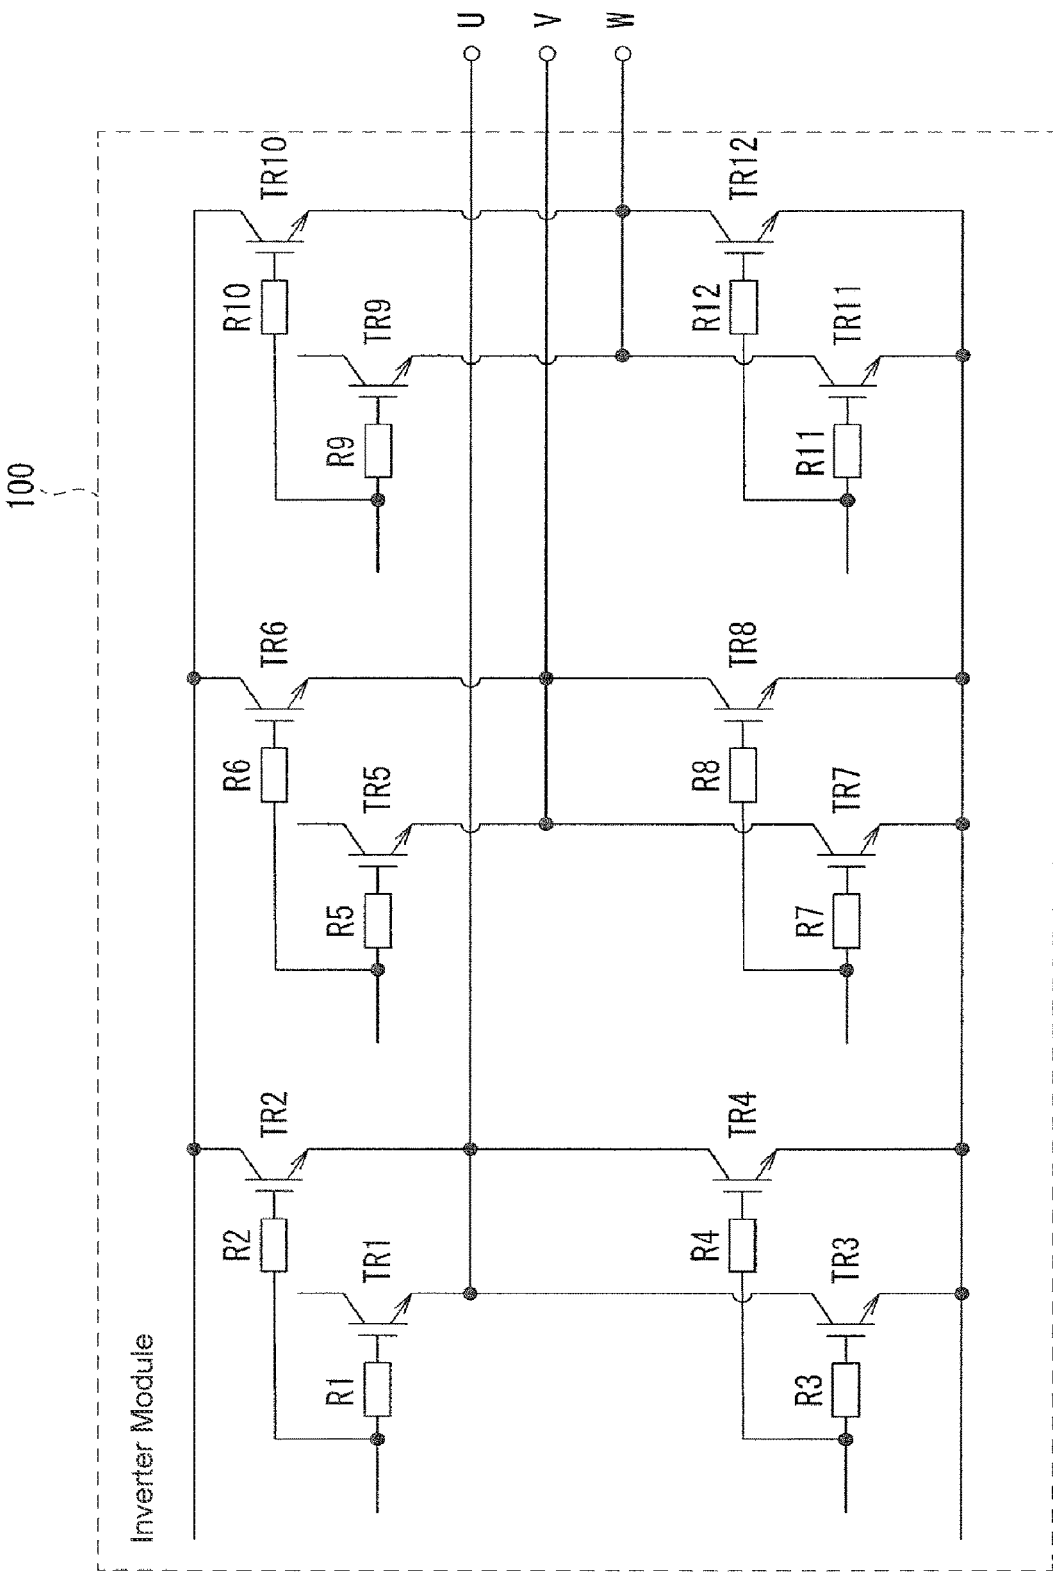 100
Inverter Module
U
V
W
TR10
R10
TR9
R9
TR12
R12
TR11
R11
TR6
R6
TR5
R5
TR8
R8
TR7
R7
TR2
R2
TR1
R1
TR4
R4
TR3
R3